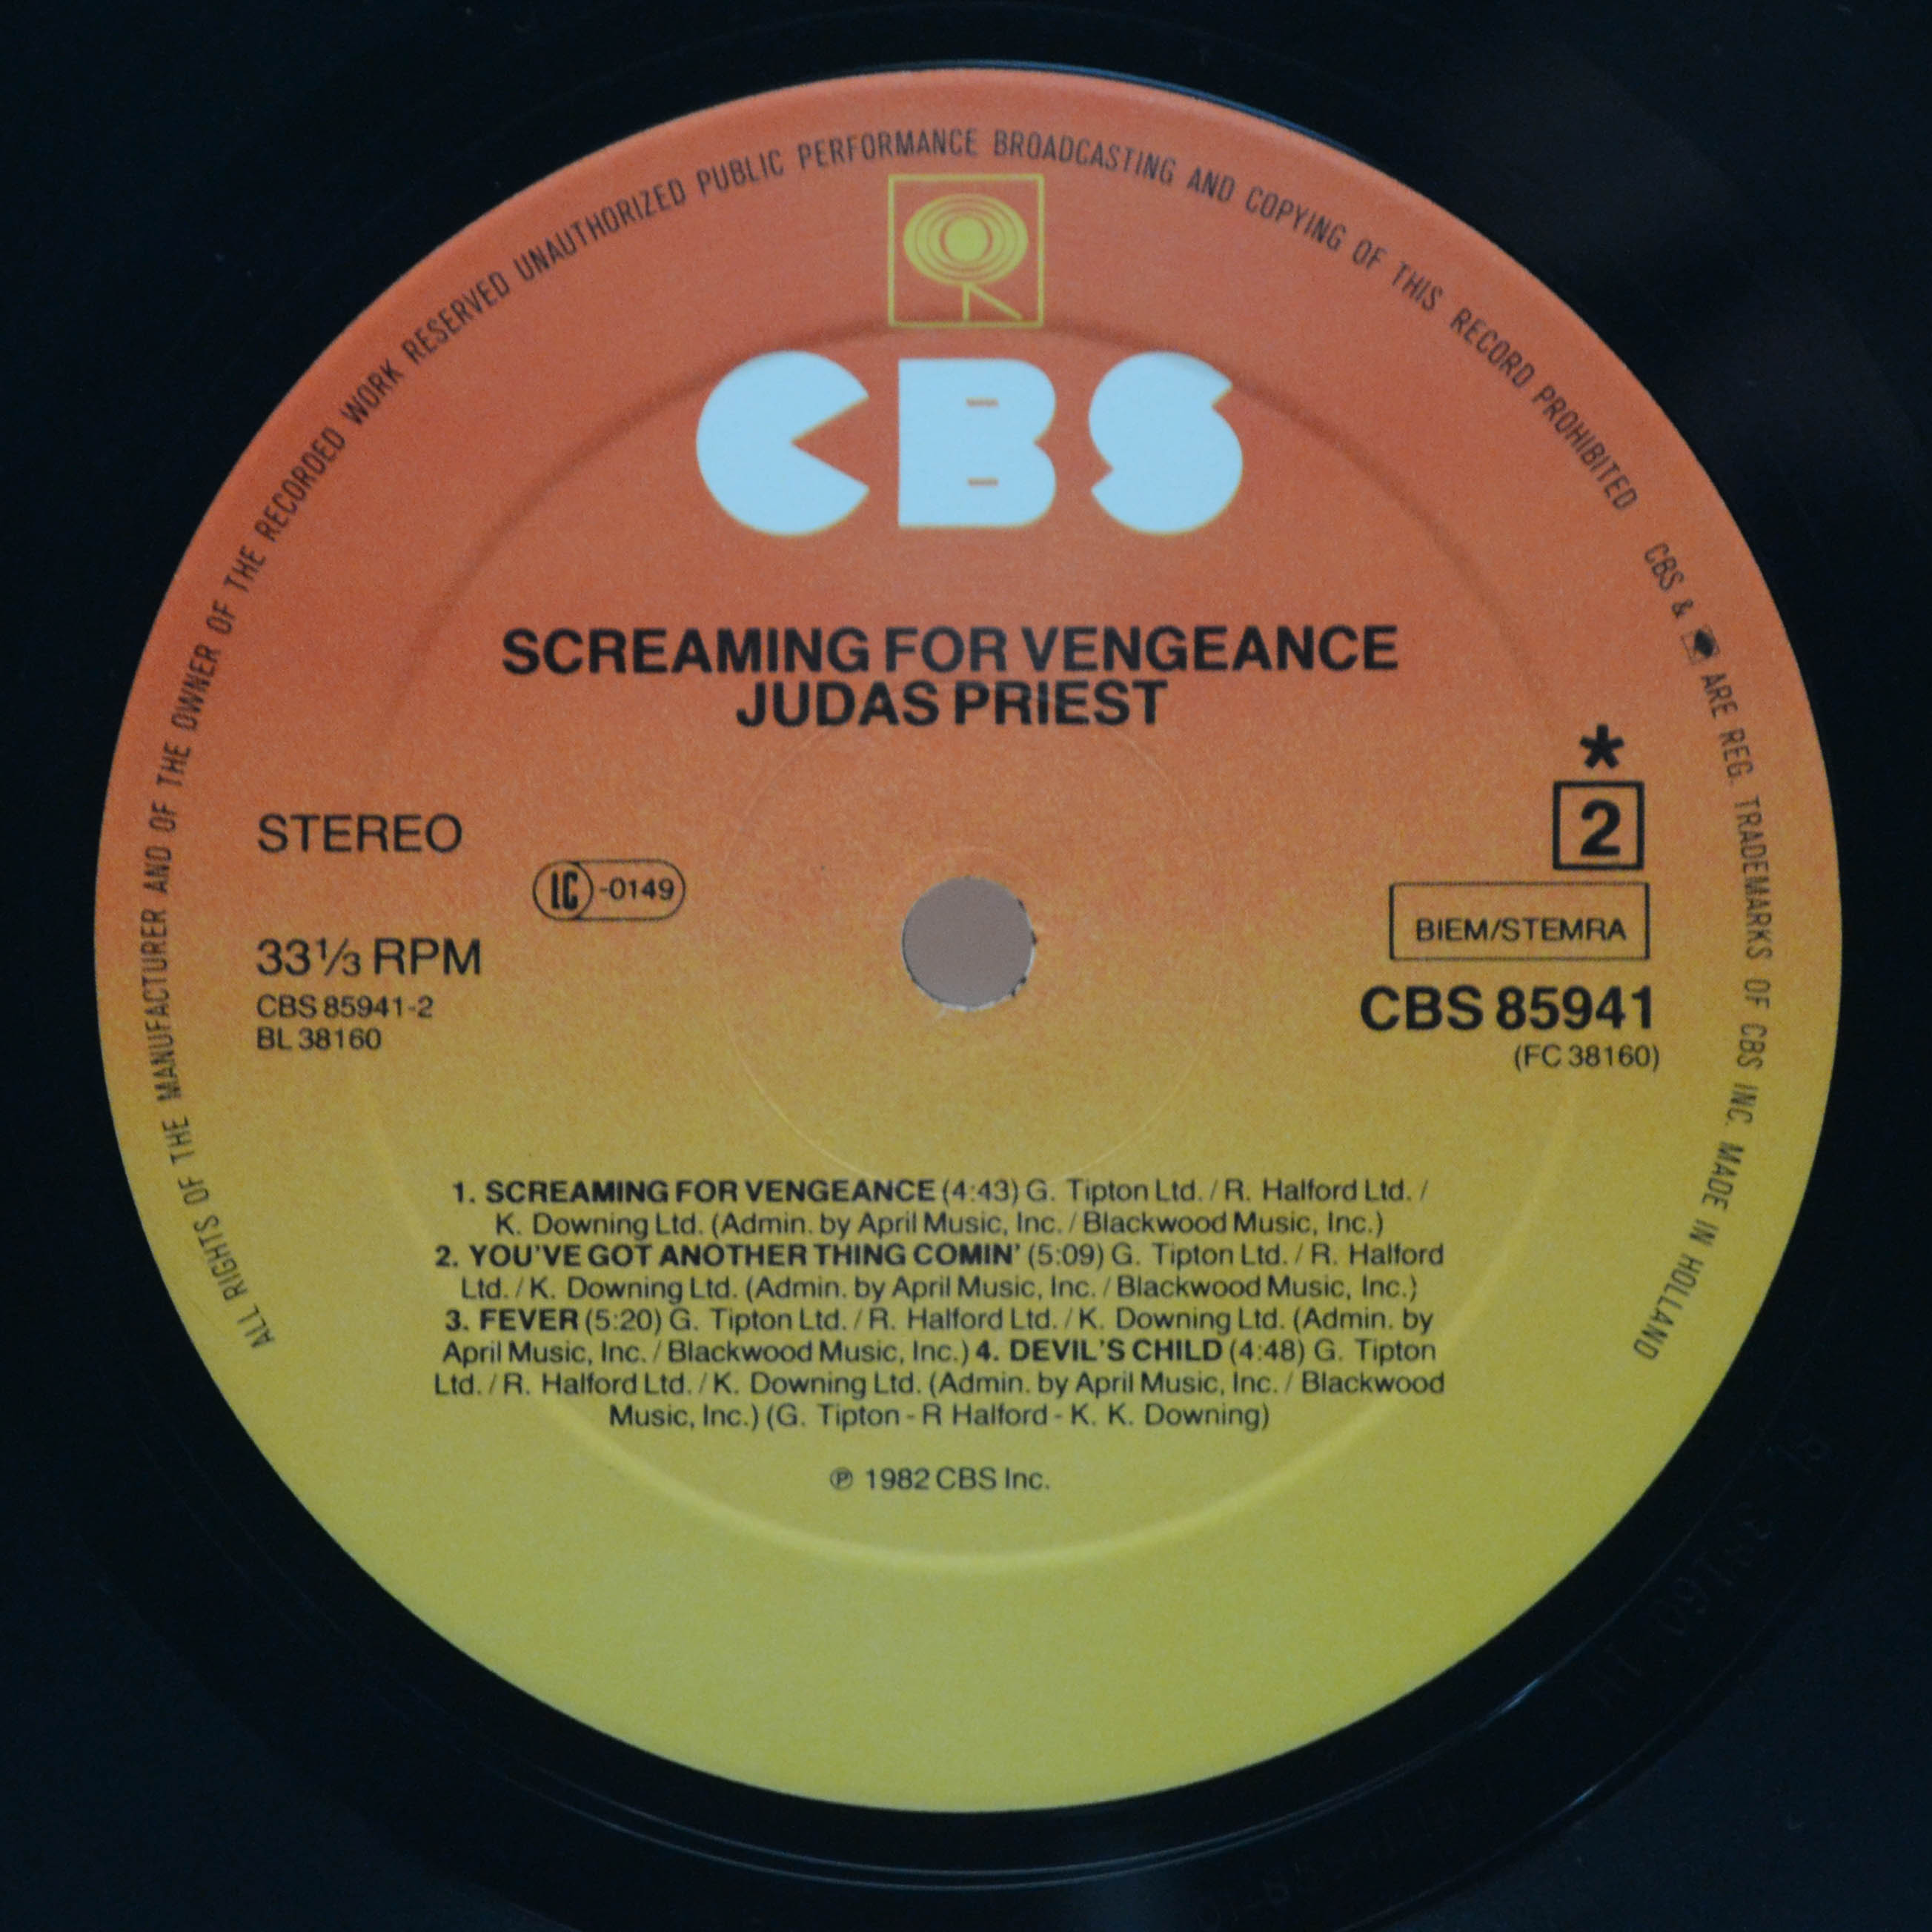 ALL RIGHTS OF THE MANUFACTURER AND OF THE OWNER OF THE RECORDED WORK RESERVED UNAUTHORIZED PUBLIC PERFORMANCE BROADCASTING AND COPYING OF THIS RECORD PROHIBITED CBS & ARE REG. TRADEMARKS OF CBS INC. MADE IN HOLLAND
CBS
SCREAMING FOR VENGEANCE
JUDAS PRIEST
*
STEREO
2
LC-0149
BIEM/STEMRA
33⅓ RPM
CBS 85941-2
CBS 85941
BL 38160
(FC 38160)
1. SCREAMING FOR VENGEANCE (4:43) G. Tipton Ltd. / R. Halford Ltd. /
K. Downing Ltd. (Admin. by April Music, Inc. / Blackwood Music, Inc.)
2. YOU'VE GOT ANOTHER THING COMIN' (5:09) G. Tipton Ltd. / R. Halford
Ltd. / K. Downing Ltd. (Admin. by April Music, Inc. / Blackwood Music, Inc.)
3. FEVER (5:20) G. Tipton Ltd. / R. Halford Ltd. / K. Downing Ltd. (Admin. by
April Music, Inc. / Blackwood Music, Inc.) 4. DEVIL'S CHILD (4:48) G. Tipton
Ltd. / R. Halford Ltd. / K. Downing Ltd. (Admin. by April Music, Inc. / Blackwood
Music, Inc.) (G. Tipton - R Halford - K. K. Downing)
℗ 1982 CBS Inc.